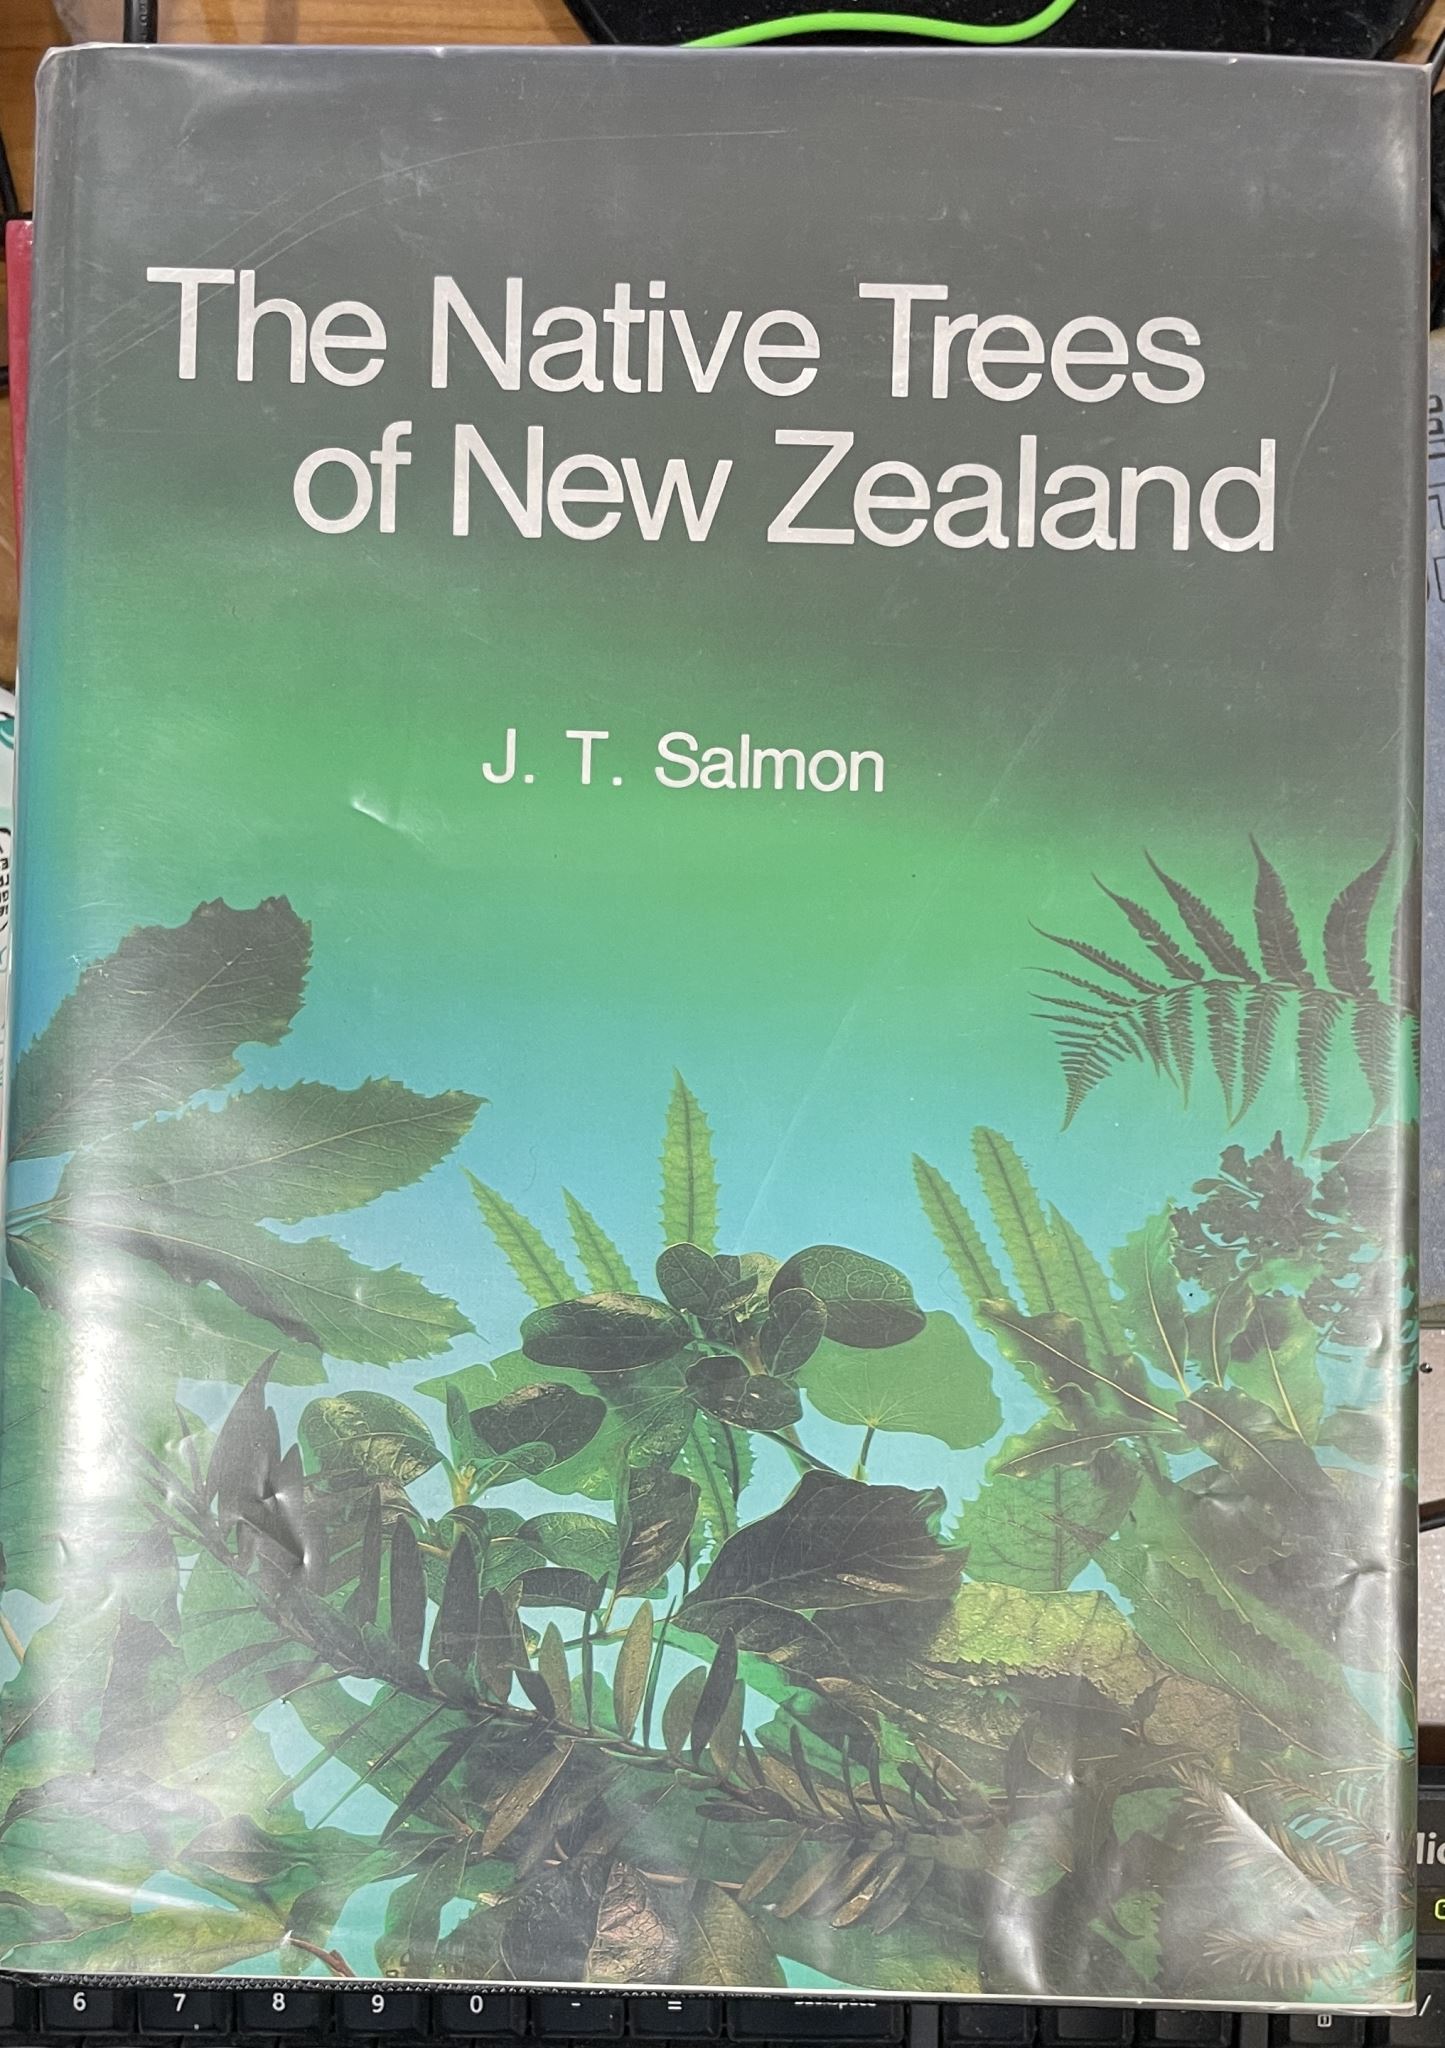 The Native Trees
of New Zealand
J. T. Salmon
6 7 8 9 0 - =